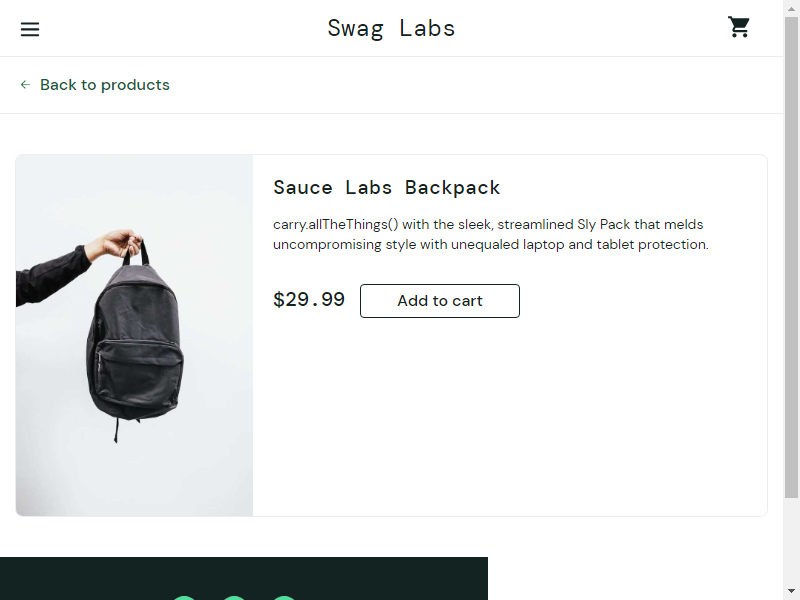 Swag Labs
Back to products
Sauce Labs Backpack
carry.allTheThings() with the sleek, streamlined Sly Pack that melds
uncompromising style with unequaled laptop and tablet protection.
$29.99
Add to cart